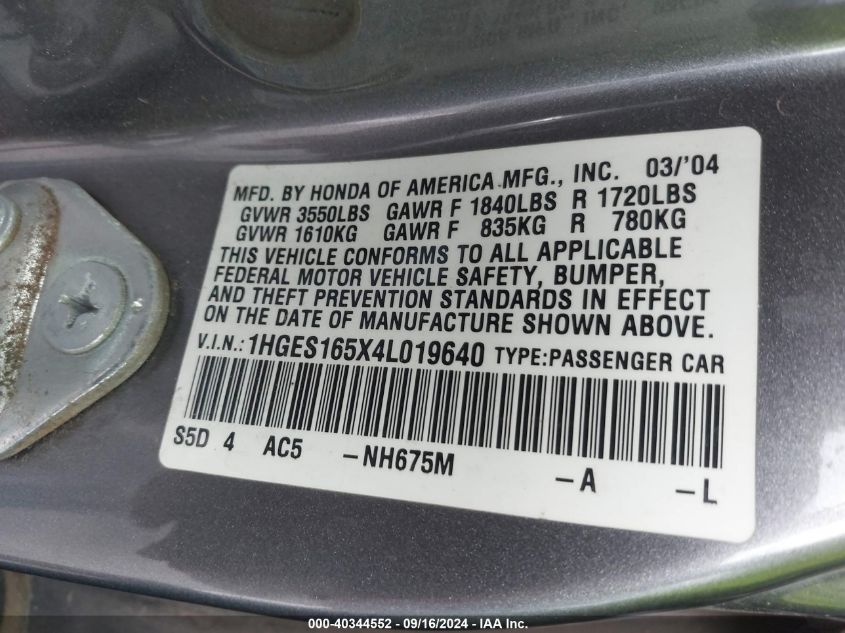 MFD. BY HONDA OF AMERICA MFG., INC. 03/'04
GVWR 3550LBS GAWR F 1840LBS R 1720LBS
GVWR 1610KG GAWR F 835KG R 780KG
THIS VEHICLE CONFORMS TO ALL APPLICABLE
FEDERAL MOTOR VEHICLE SAFETY, BUMPER,
AND THEFT PREVENTION STANDARDS IN EFFECT
ON THE DATE OF MANUFACTURE SHOWN ABOVE.
V.I.N.: 1HGES165X4L019640 TYPE:PASSENGER CAR
S5D 4 AC5 -NH675M -A -L
000-40344552 - 09/16/2024 - IAA Inc.